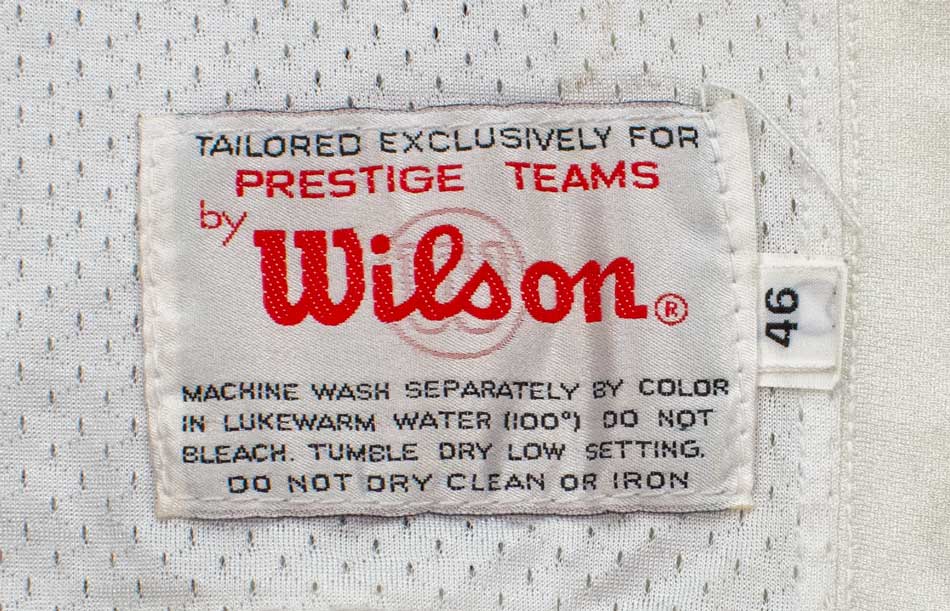 TAILORED EXCLUSIVELY FOR
PRESTIGE TEAMS
by
Wilson®
MACHINE WASH SEPARATELY BY COLOR
IN LUKEWARM WATER (100°) DO NOT
BLEACH. TUMBLE DRY LOW SETTING.
DO NOT DRY CLEAN OR IRON
46